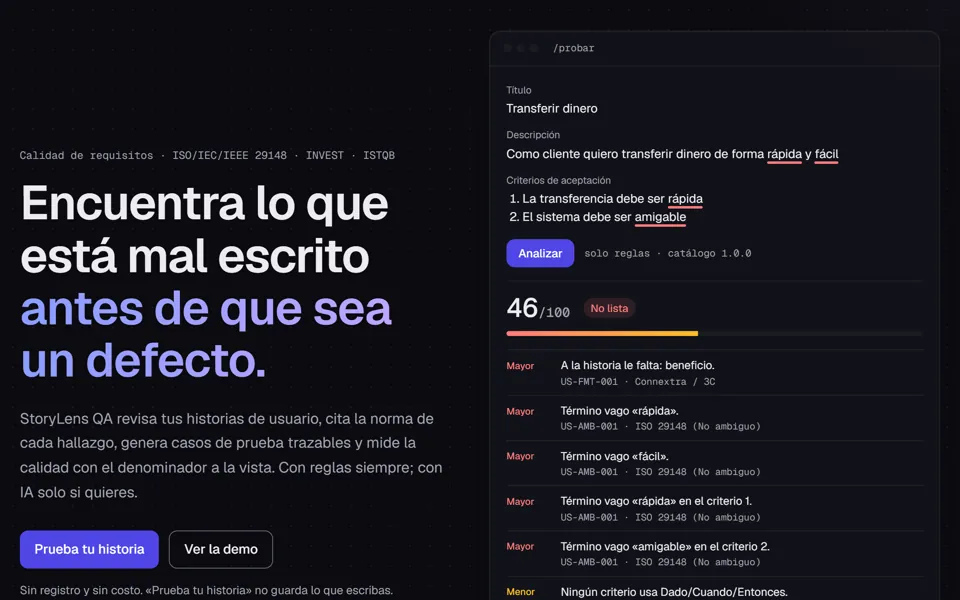 Calidad de requisitos · ISO/IEC/IEEE 29148 · INVEST · ISTQB
Encuentra lo que
está mal escrito
antes de que sea
un defecto.
StoryLens QA revisa tus historias de usuario, cita la norma de
cada hallazgo, genera casos de prueba trazables y mide la
calidad con el denominador a la vista. Con reglas siempre; con
IA solo si quieres.
Prueba tu historia
Ver la demo
Sin registro y sin costo. «Prueba tu historia» no guarda lo que escribas.
/probar
Título
Transferir dinero
Descripción
Como cliente quiero transferir dinero de forma rápida y fácil
Criterios de aceptación
1. La transferencia debe ser rápida
2. El sistema debe ser amigable
Analizar
solo reglas · catálogo 1.0.0
46/100 No lista
Mayor A la historia le falta: beneficio.
US-FMT-001 · Connextra / 3C
Mayor Término vago «rápida».
US-AMB-001 · ISO 29148 (No ambiguo)
Mayor Término vago «fácil».
US-AMB-001 · ISO 29148 (No ambiguo)
Mayor Término vago «rápida» en el criterio 1.
US-AMB-001 · ISO 29148 (No ambiguo)
Mayor Término vago «amigable» en el criterio 2.
US-AMB-001 · ISO 29148 (No ambiguo)
Menor Ningún criterio usa Dado/Cuando/Entonces.